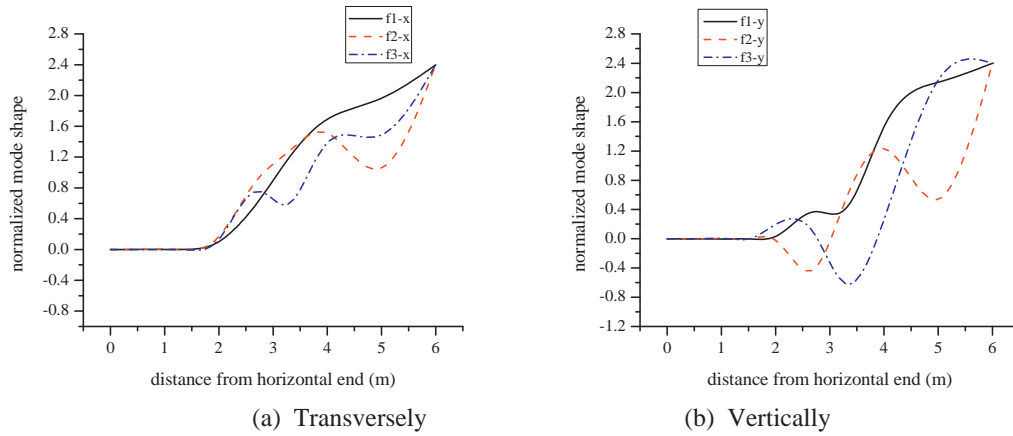 f1-x
f2-x
f3-x
2.8
2.4
2.0
1.6
1.2
0.8
0.4
0.0
-0.4
-0.8
normalized mode shape
0 1 2 3 4 5 6
distance from horizontal end (m)
(a) Transversely
f1-y
f2-y
f3-y
2.8
2.4
2.0
1.6
1.2
0.8
0.4
0.0
-0.4
-0.8
-1.2
normalized mode shape
0 1 2 3 4 5 6
distance from horizontal end (m)
(b) Vertically